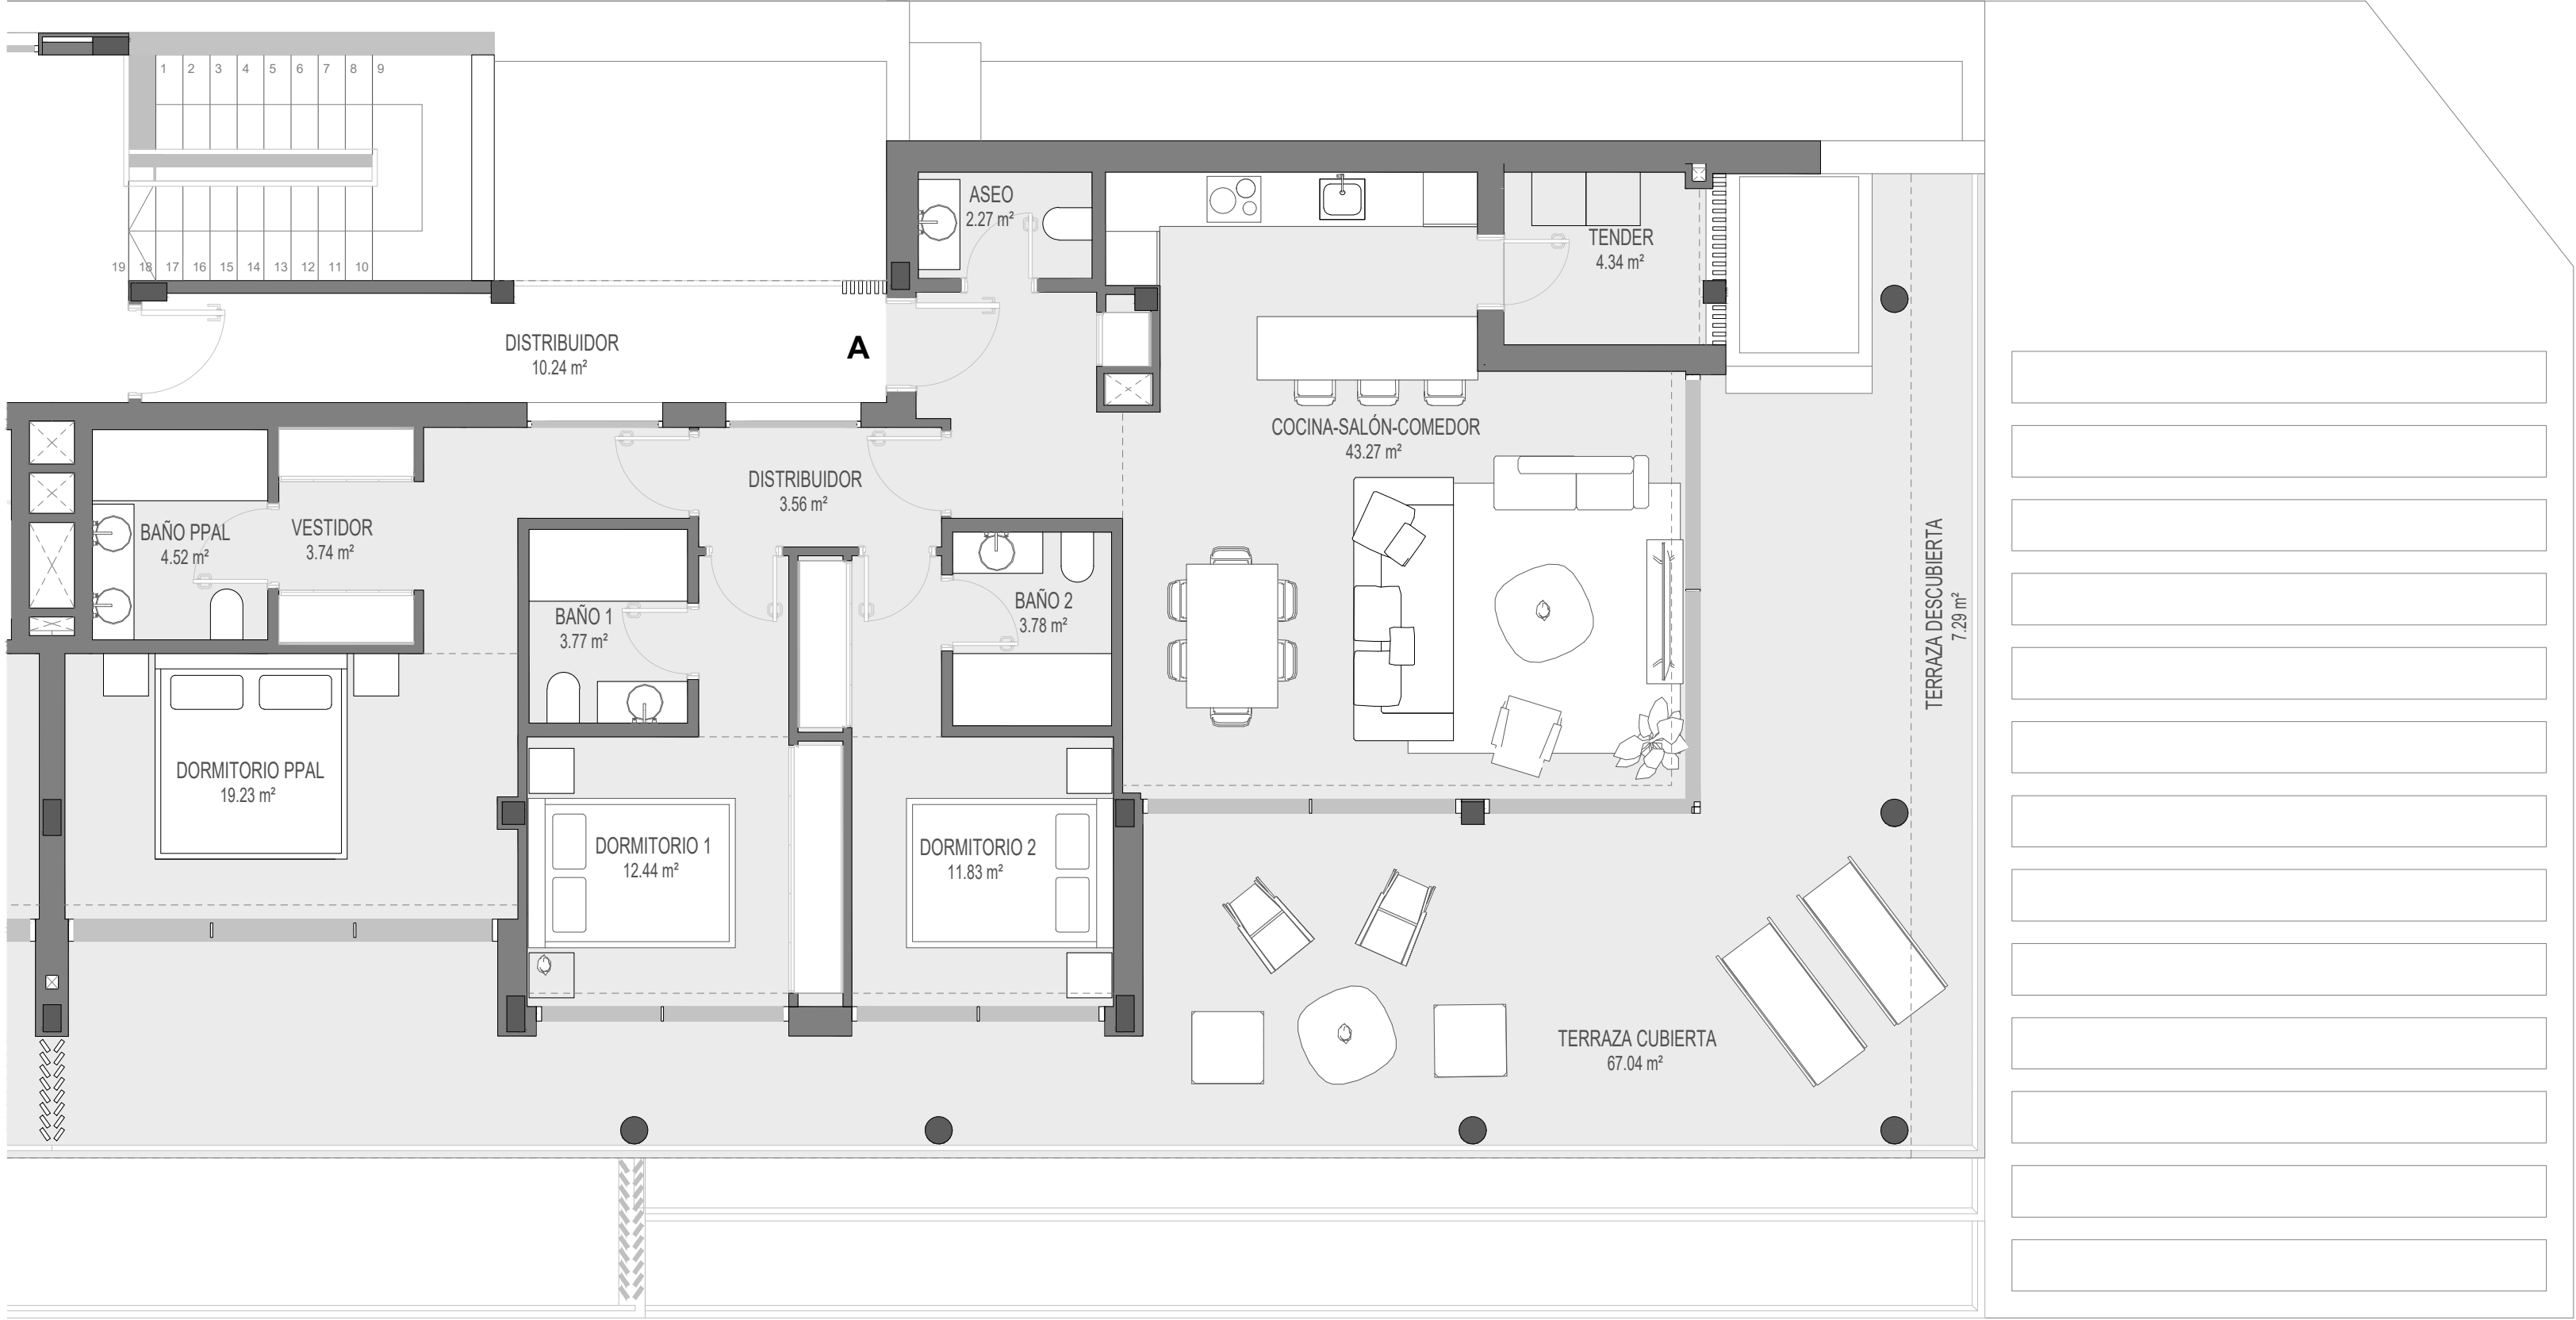 1 2 3 4 5 6 7 8 9
19 18 17 16 15 14 13 12 11 10
ASEO
2.27 m²
TENDER
4.34 m²
DISTRIBUIDOR
10.24 m²
A
COCINA-SALÓN-COMEDOR
43.27 m²
DISTRIBUIDOR
3.56 m²
BAÑO PPAL
4.52 m²
VESTIDOR
3.74 m²
BAÑO 1
3.77 m²
BAÑO 2
3.78 m²
TERRAZA DESCUBIERTA
7.29 m²
DORMITORIO PPAL
19.23 m²
DORMITORIO 1
12.44 m²
DORMITORIO 2
11.83 m²
TERRAZA CUBIERTA
67.04 m²